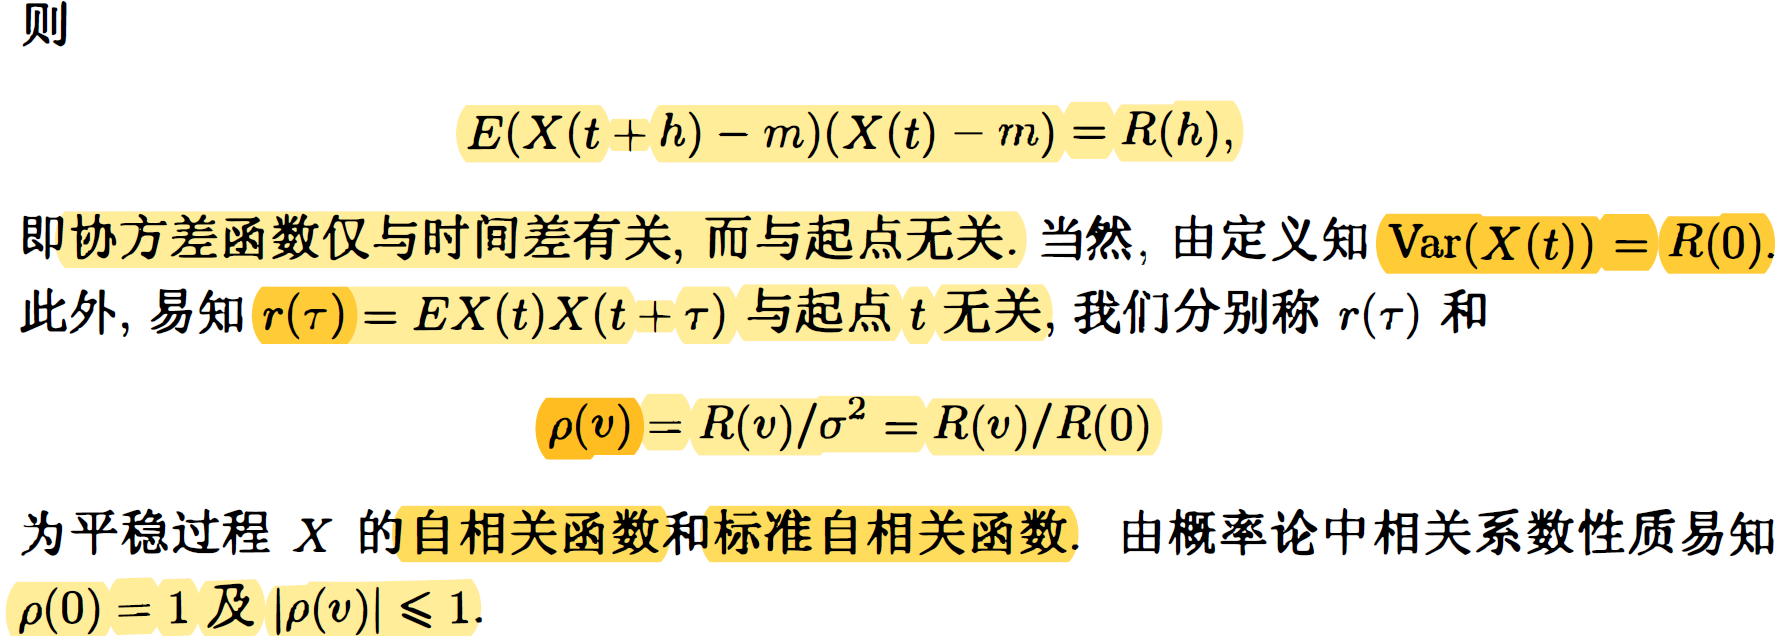 则
E(X(t + h) − m)(X(t) − m) = R(h),
即协方差函数仅与时间差有关, 而与起点无关. 当然, 由定义知 Var(X(t)) = R(0).
此外, 易知 r(τ) = EX(t)X(t + τ) 与起点 t 无关, 我们分别称 r(τ) 和
ρ(υ) = R(υ)/σ² = R(υ)/R(0)
为平稳过程 X 的自相关函数和标准自相关函数. 由概率论中相关系数性质易知
ρ(0) = 1 及 |ρ(υ)| ⩽ 1.